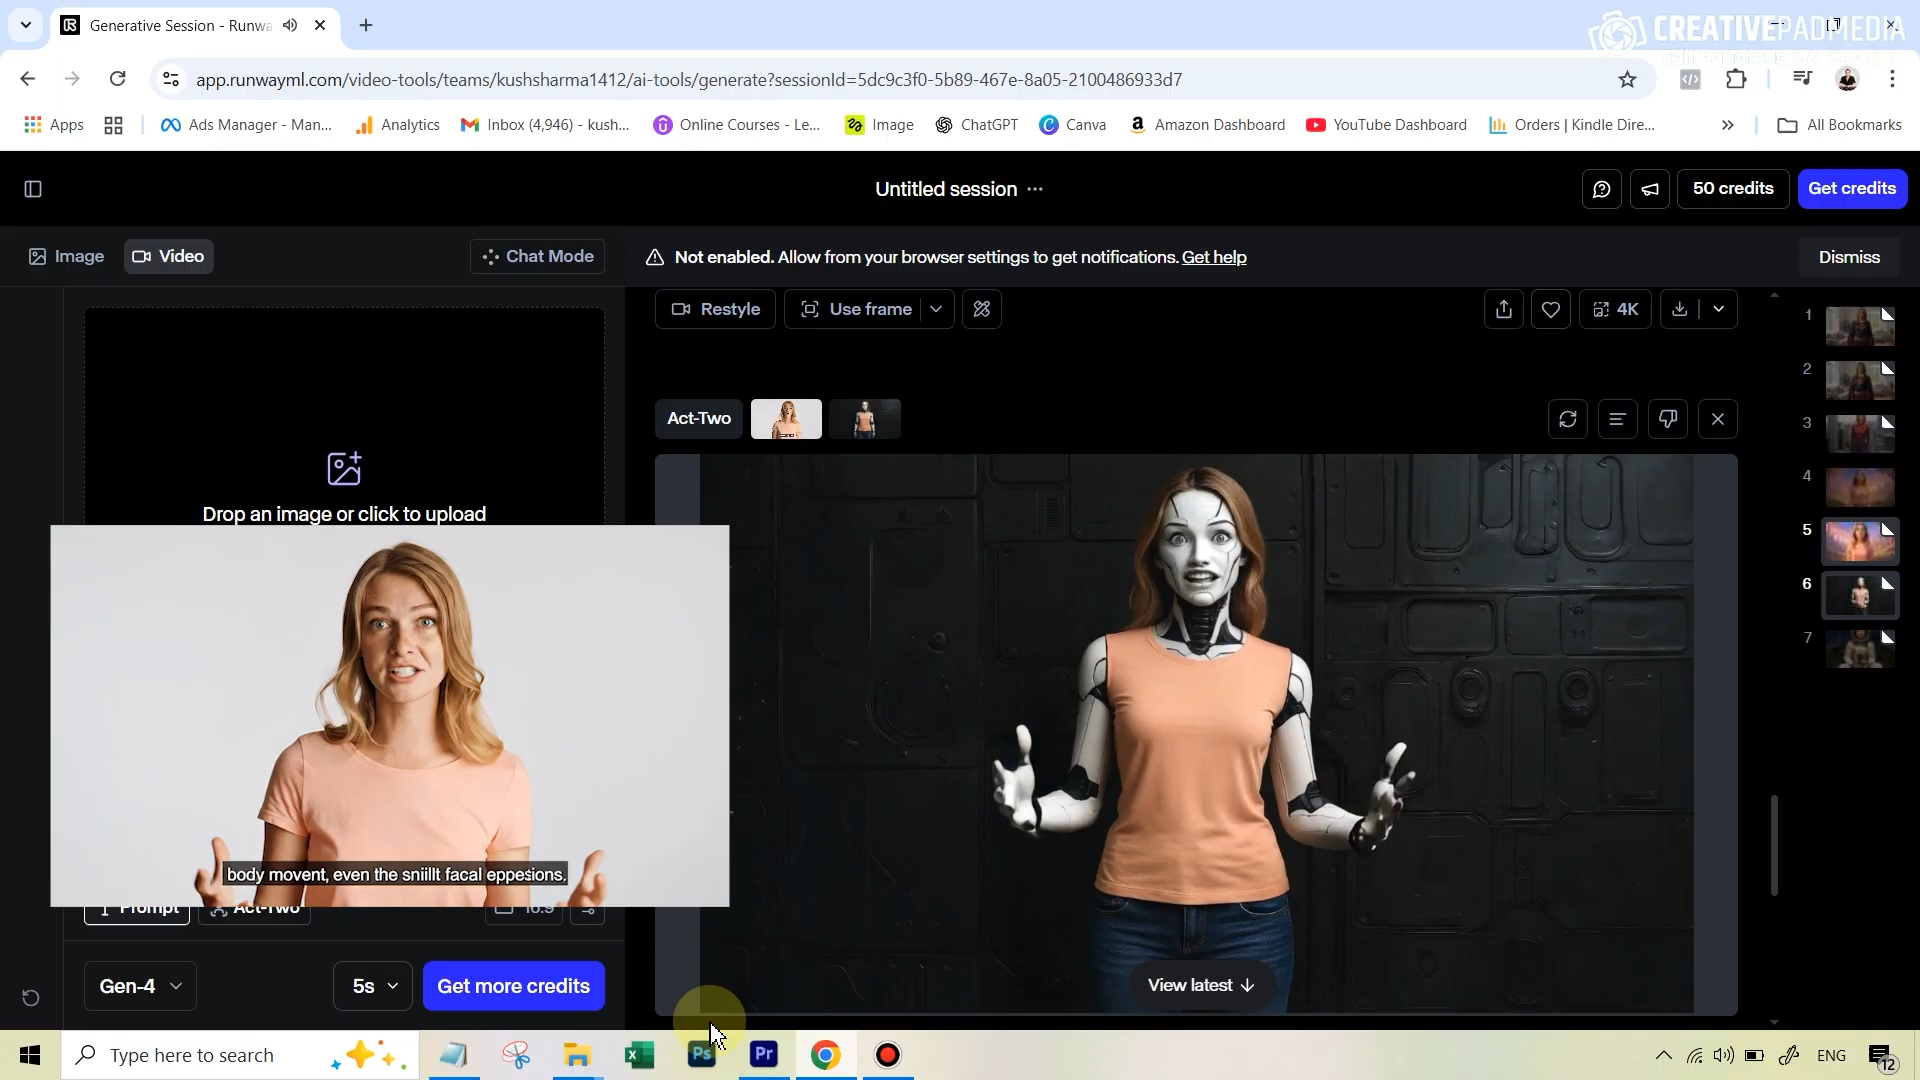 Generative Session - Runwa
CREATIVEPADMEDIA
app.runwayml.com/video-tools/teams/kushsharma1412/ai-tools/generate?sessionId=5dc9c3f0-5b89-467e-8a05-2100486933d7
Apps
Ads Manager - Man...
Analytics
Inbox (4,946) - kush...
Online Courses - Le...
Image
ChatGPT
Canva
Amazon Dashboard
YouTube Dashboard
Orders | Kindle Dire...
All Bookmarks
Untitled session
50 credits
Get credits
Image
Video
Chat Mode
Not enabled. Allow from your browser settings to get notifications. Get help
Dismiss
Restyle
Use frame
4K
1
2
3
4
5
6
7
Act-Two
Drop an image or click to upload
body movent, even the sniillt facal eppesions.
Prompt
Act-Two
16:9
View latest
Gen-4
5s
Get more credits
Type here to search
Ps
Pr
ENG
12